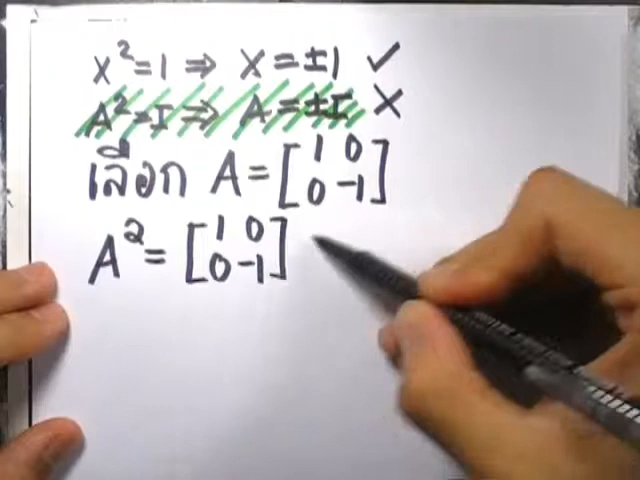 x² = 1 ⇒ x = ±1 ✓
A² = I ⇒ A = ±I ✗
เลือก A = [1 0
0 -1]
A² = [1 0
0 -1]